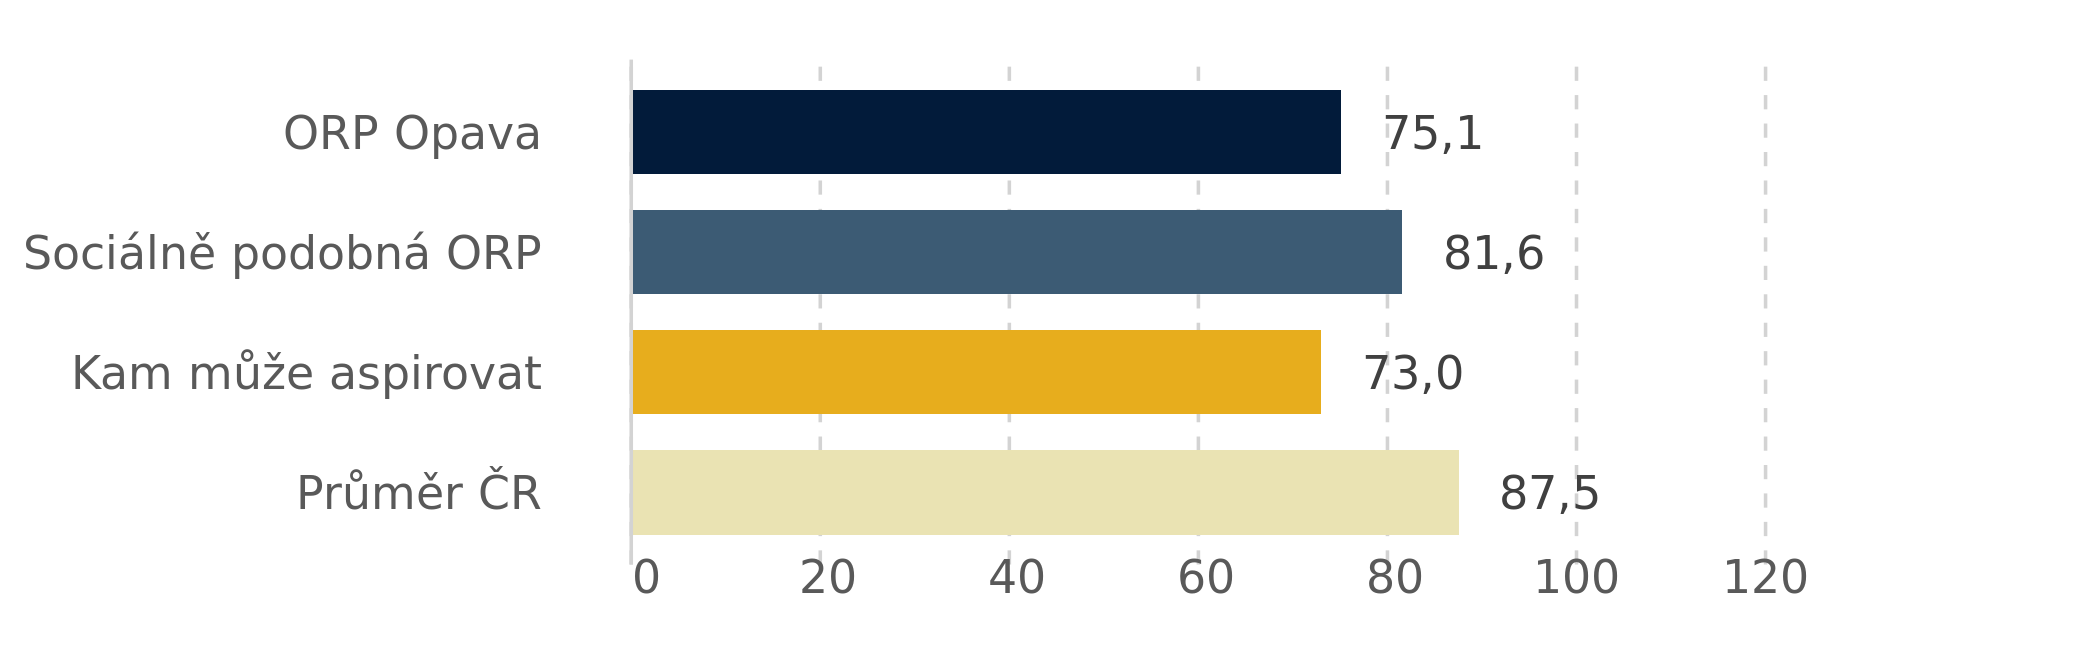 ORP Opava 75,1
Sociálně podobná ORP 81,6
Kam může aspirovat 73,0
Průměr ČR 87,5
0 20 40 60 80 100 120